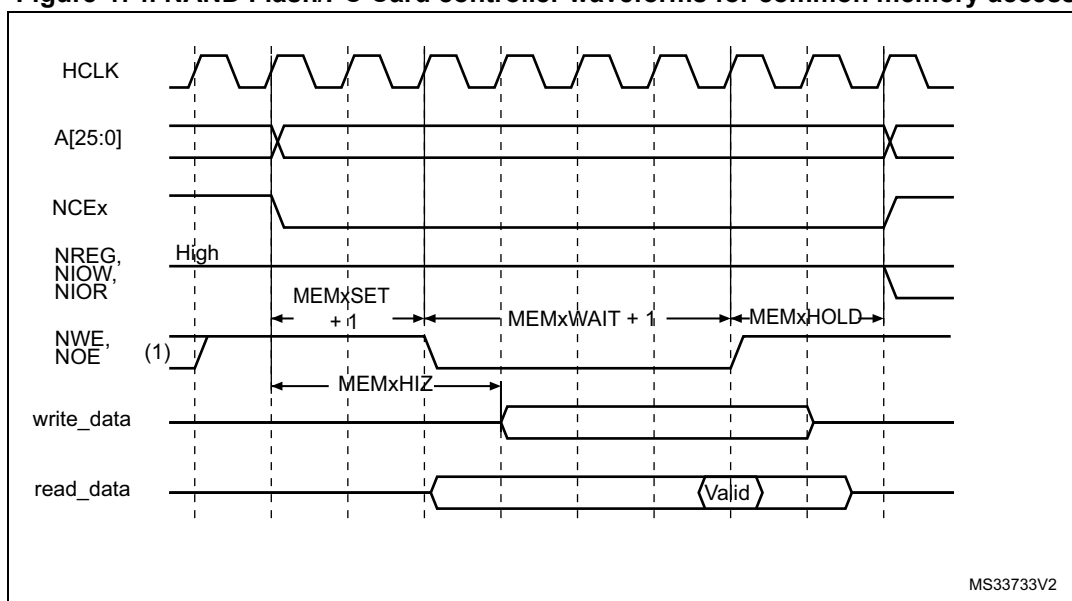 Figure 174. NAND Flash/PC Card controller waveforms for common memory access
HCLK
A[25:0]
NCEx
NREG,
NIOW,
NIOR
High
MEMxSET
+ 1
MEMxWAIT + 1
MEMxHOLD
NWE,
NOE
(1)
MEMxHIZ
write_data
read_data
Valid
MS33733V2